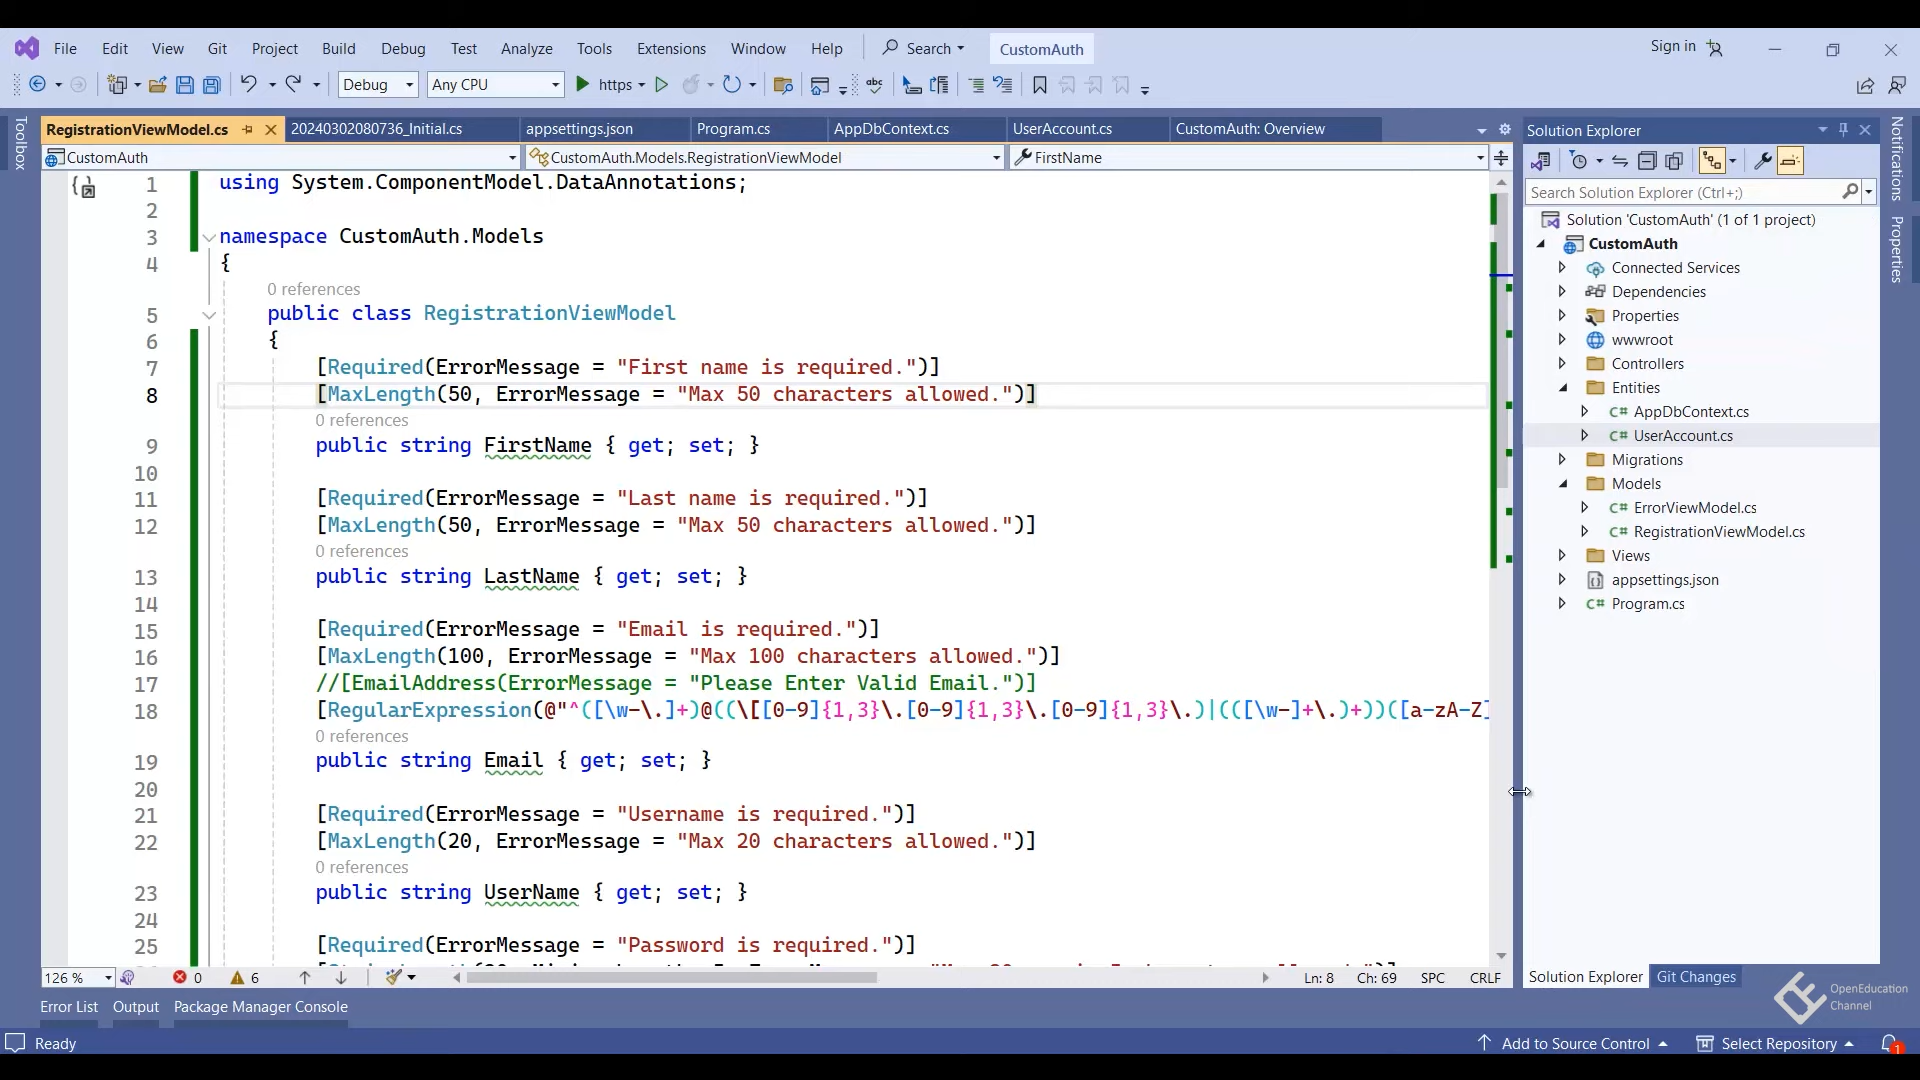 File Edit View Git Project Build Debug Test Analyze Tools Extensions Window Help Search CustomAuth Sign in
Debug Any CPU https
RegistrationViewModel.cs 20240302080736_Initial.cs appsettings.json Program.cs AppDbContext.cs UserAccount.cs CustomAuth: Overview
CustomAuth CustomAuth.Models.RegistrationViewModel FirstName
Toolbox
1 using System.ComponentModel.DataAnnotations;
2
3 namespace CustomAuth.Models
4 {
0 references
5 public class RegistrationViewModel
6 {
7 [Required(ErrorMessage = "First name is required.")]
8 [MaxLength(50, ErrorMessage = "Max 50 characters allowed.")]
0 references
9 public string FirstName { get; set; }
10
11 [Required(ErrorMessage = "Last name is required.")]
12 [MaxLength(50, ErrorMessage = "Max 50 characters allowed.")]
0 references
13 public string LastName { get; set; }
14
15 [Required(ErrorMessage = "Email is required.")]
16 [MaxLength(100, ErrorMessage = "Max 100 characters allowed.")]
17 //[EmailAddress(ErrorMessage = "Please Enter Valid Email.")]
18 [RegularExpression(@"^([\w-\.]+)@((\[[0-9]{1,3}\.[0-9]{1,3}\.[0-9]{1,3}\.)|(([\w-]+\.)+))([a-zA-Z]
0 references
19 public string Email { get; set; }
20
21 [Required(ErrorMessage = "Username is required.")]
22 [MaxLength(20, ErrorMessage = "Max 20 characters allowed.")]
0 references
23 public string UserName { get; set; }
24
25 [Required(ErrorMessage = "Password is required.")]
126 % 0 6 Ln: 8 Ch: 69 SPC CRLF
Error List Output Package Manager Console
Solution Explorer
Search Solution Explorer (Ctrl+;)
Solution 'CustomAuth' (1 of 1 project)
CustomAuth
Connected Services
Dependencies
Properties
wwwroot
Controllers
Entities
C# AppDbContext.cs
C# UserAccount.cs
Migrations
Models
C# ErrorViewModel.cs
C# RegistrationViewModel.cs
Views
appsettings.json
C# Program.cs
Solution Explorer Git Changes
Notifications
Properties
OpenEducation
Channel
Ready Add to Source Control Select Repository 1